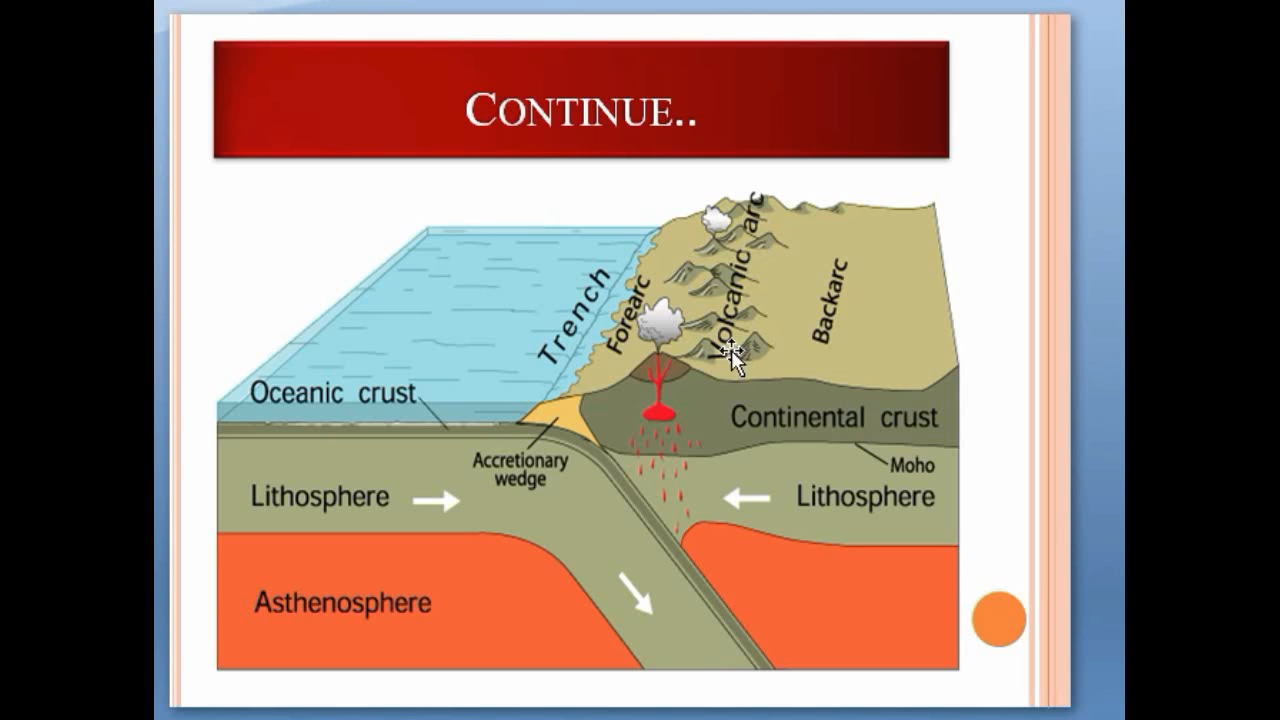 CONTINUE..
Trench
Forearc
Volcanic arc
Backarc
Oceanic crust
Continental crust
Accretionary
wedge
Moho
Lithosphere
Lithosphere
Asthenosphere